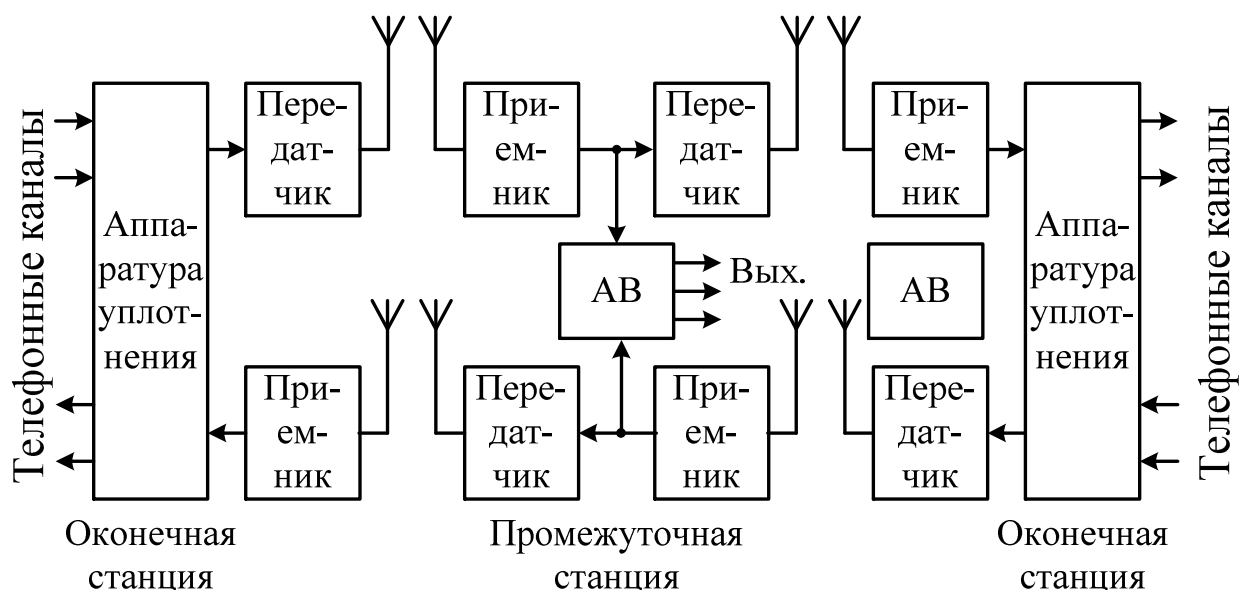 Телефонные каналы
Аппа-
ратура
уплот-
нения
Пере-
дат-
чик
При-
ем-
ник
Пере-
дат-
чик
При-
ем-
ник
Аппа-
ратура
уплот-
нения
Телефонные каналы
АВ
Вых.
АВ
При-
ем-
ник
Пере-
дат-
чик
При-
ем-
ник
Пере-
дат-
чик
Оконечная
станция
Промежуточная
станция
Оконечная
станция